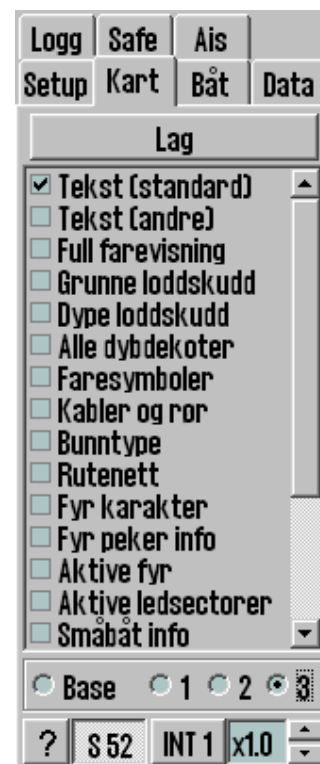 Logg Safe Ais
Setup Kart Båt Data
Lag
Tekst (standard)
Tekst (andre)
Full farevisning
Grunne loddskudd
Dype loddskudd
Alle dybdekoter
Faresymboler
Kabler og rør
Bunntype
Rutenett
Fyr karakter
Fyr peker info
Aktive fyr
Aktive ledsectorer
Småbåt info
Base 1 2 3
? S 52 INT 1 x1.0